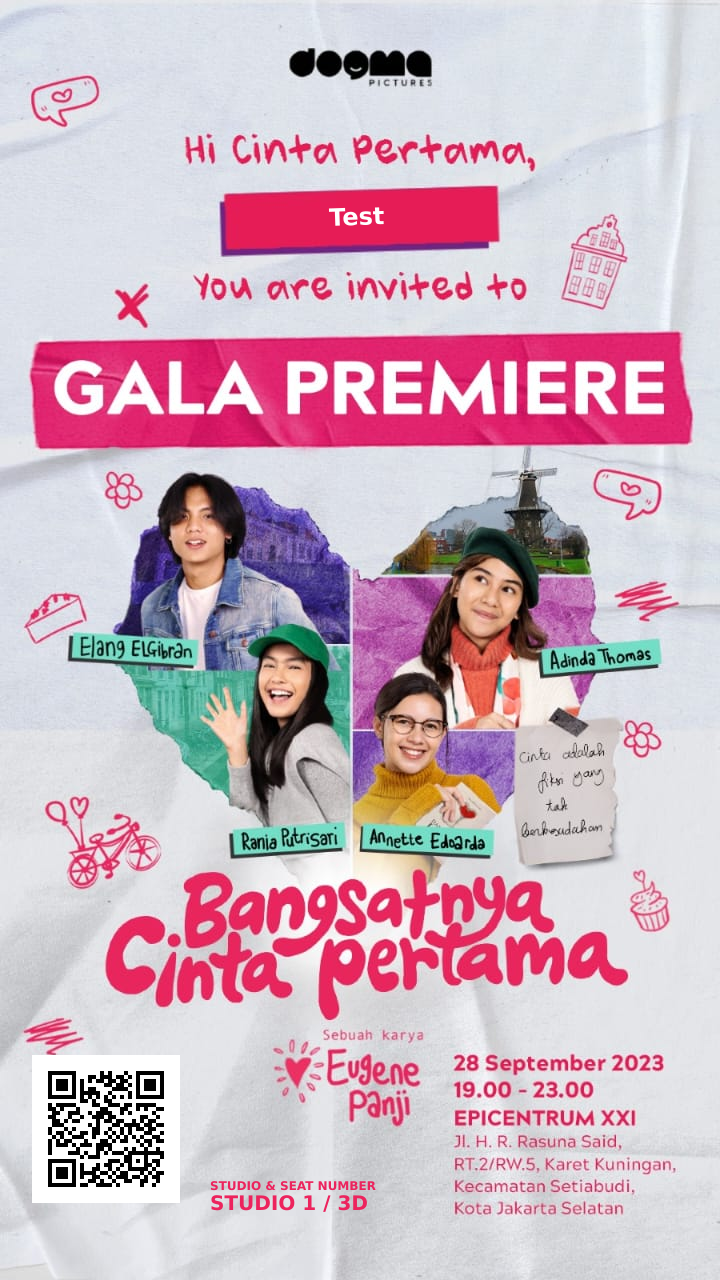 dogma
PICTURES
Hi Cinta Pertama,
Test
You are invited to
GALA PREMIERE
Elang ELGibran
Adinda Thomas
Rania Putrisari
Annette Edoarda
Cinta adalah
fiksi yang
tak
berkesudahan
Bangsatnya
Cinta pertama
Sebuah karya
Eugene
Panji
28 September 2023
19.00 - 23.00
EPICENTRUM XXI
Jl. H. R. Rasuna Said,
RT.2/RW.5, Karet Kuningan,
Kecamatan Setiabudi,
Kota Jakarta Selatan
STUDIO & SEAT NUMBER
STUDIO 1 / 3D